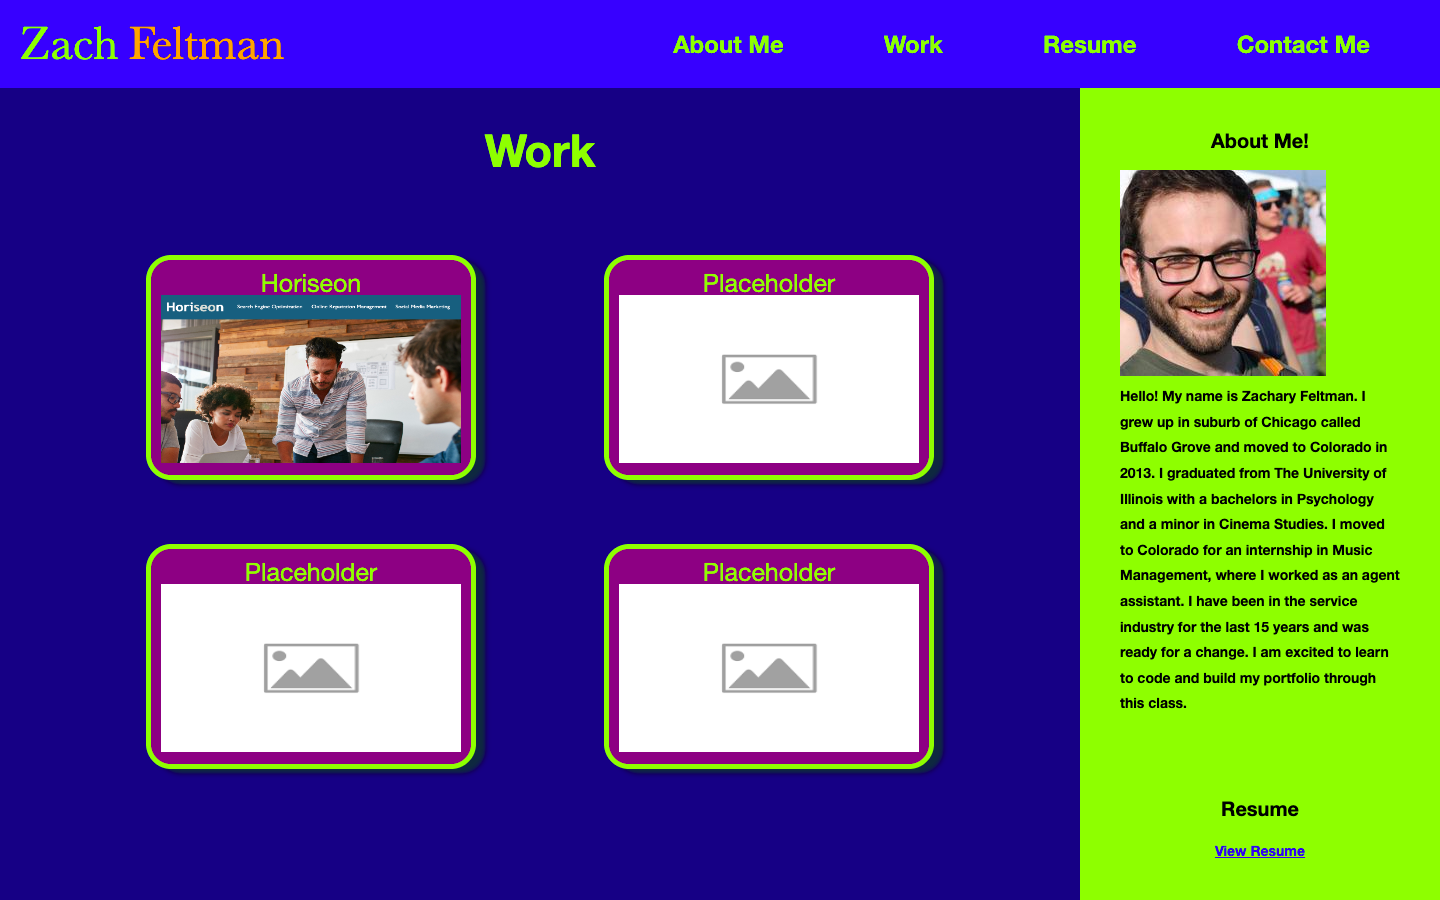 Zach Feltman
About Me
Work
Resume
Contact Me
Work
Horiseon
Horiseon
Search Engine Optimization
Online Reputation Management
Social Media Marketing
Placeholder
Placeholder
Placeholder
About Me!
Hello! My name is Zachary Feltman. I
grew up in suburb of Chicago called
Buffalo Grove and moved to Colorado in
2013. I graduated from The University of
Illinois with a bachelors in Psychology
and a minor in Cinema Studies. I moved
to Colorado for an internship in Music
Management, where I worked as an agent
assistant. I have been in the service
industry for the last 15 years and was
ready for a change. I am excited to learn
to code and build my portfolio through
this class.
Resume
View Resume